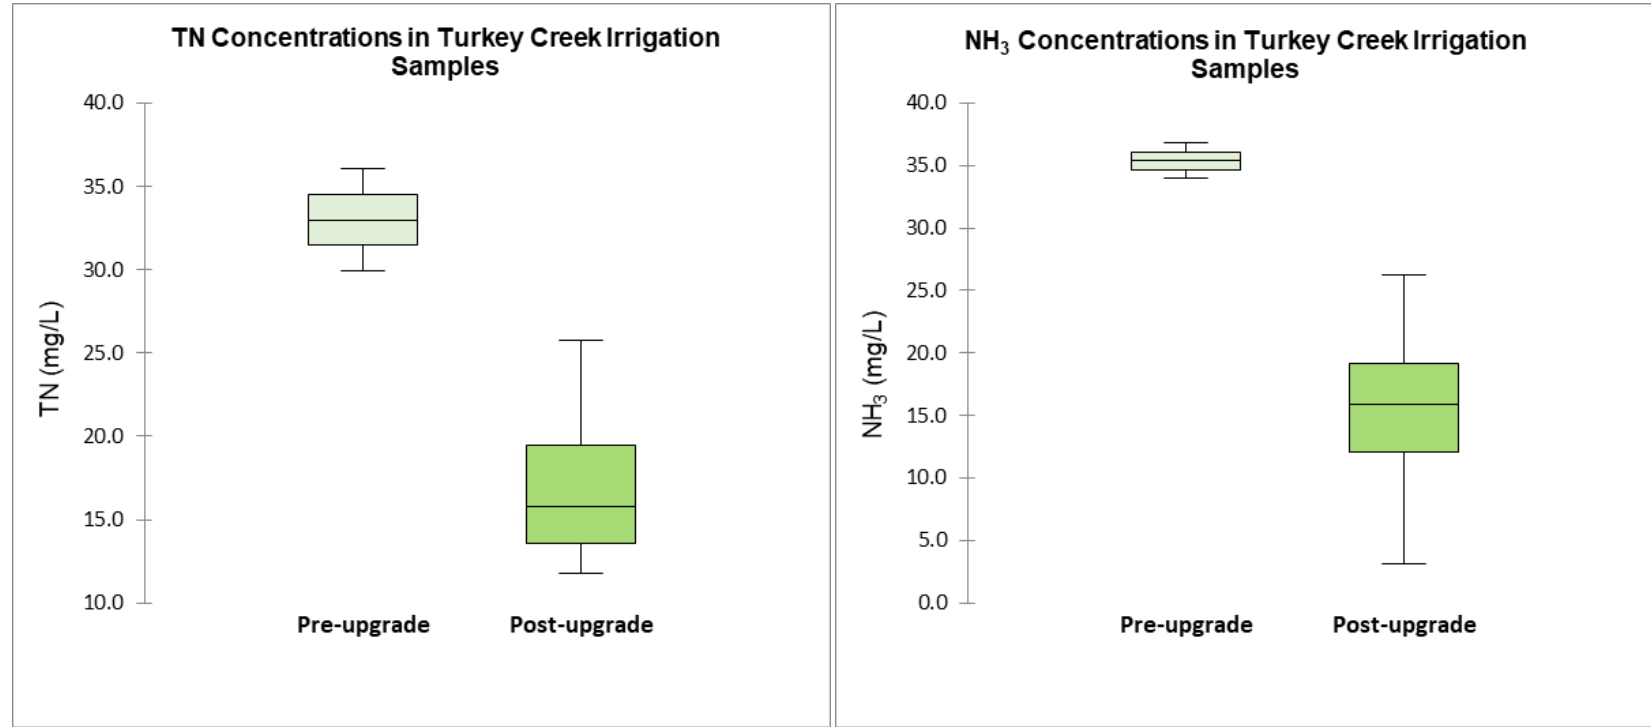 TN Concentrations in Turkey Creek Irrigation
Samples
40.0
35.0
30.0
25.0
20.0
15.0
10.0
TN (mg/L)
Pre-upgrade
Post-upgrade
NH₃ Concentrations in Turkey Creek Irrigation
Samples
40.0
35.0
30.0
25.0
20.0
15.0
10.0
5.0
0.0
NH₃ (mg/L)
Pre-upgrade
Post-upgrade